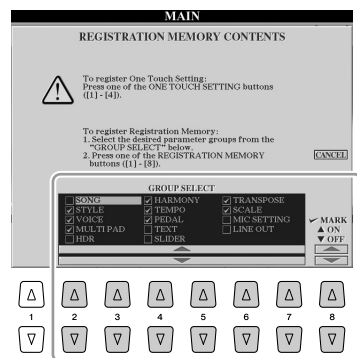 MAIN
REGISTRATION MEMORY CONTENTS
To register One Touch Setting:
Press one of the ONE TOUCH SETTING buttons
([1] - [4]).
To register Registration Memory:
1. Select the desired parameter groups from the
"GROUP SELECT" below.
2. Press one of the REGISTRATION MEMORY
buttons ([1] - [8]).
CANCEL
GROUP SELECT
SONG HARMONY TRANSPOSE
STYLE TEMPO SCALE
VOICE PEDAL MIC SETTING
MULTI PAD TEXT LINE OUT
HDR SLIDER
MARK
ON
OFF
1 2 3 4 5 6 7 8